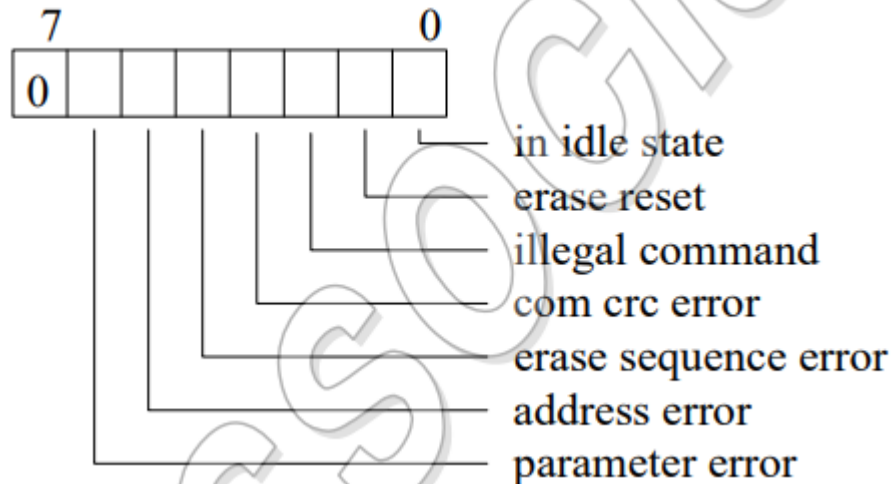 7 0
0
in idle state
erase reset
illegal command
com crc error
erase sequence error
address error
parameter error